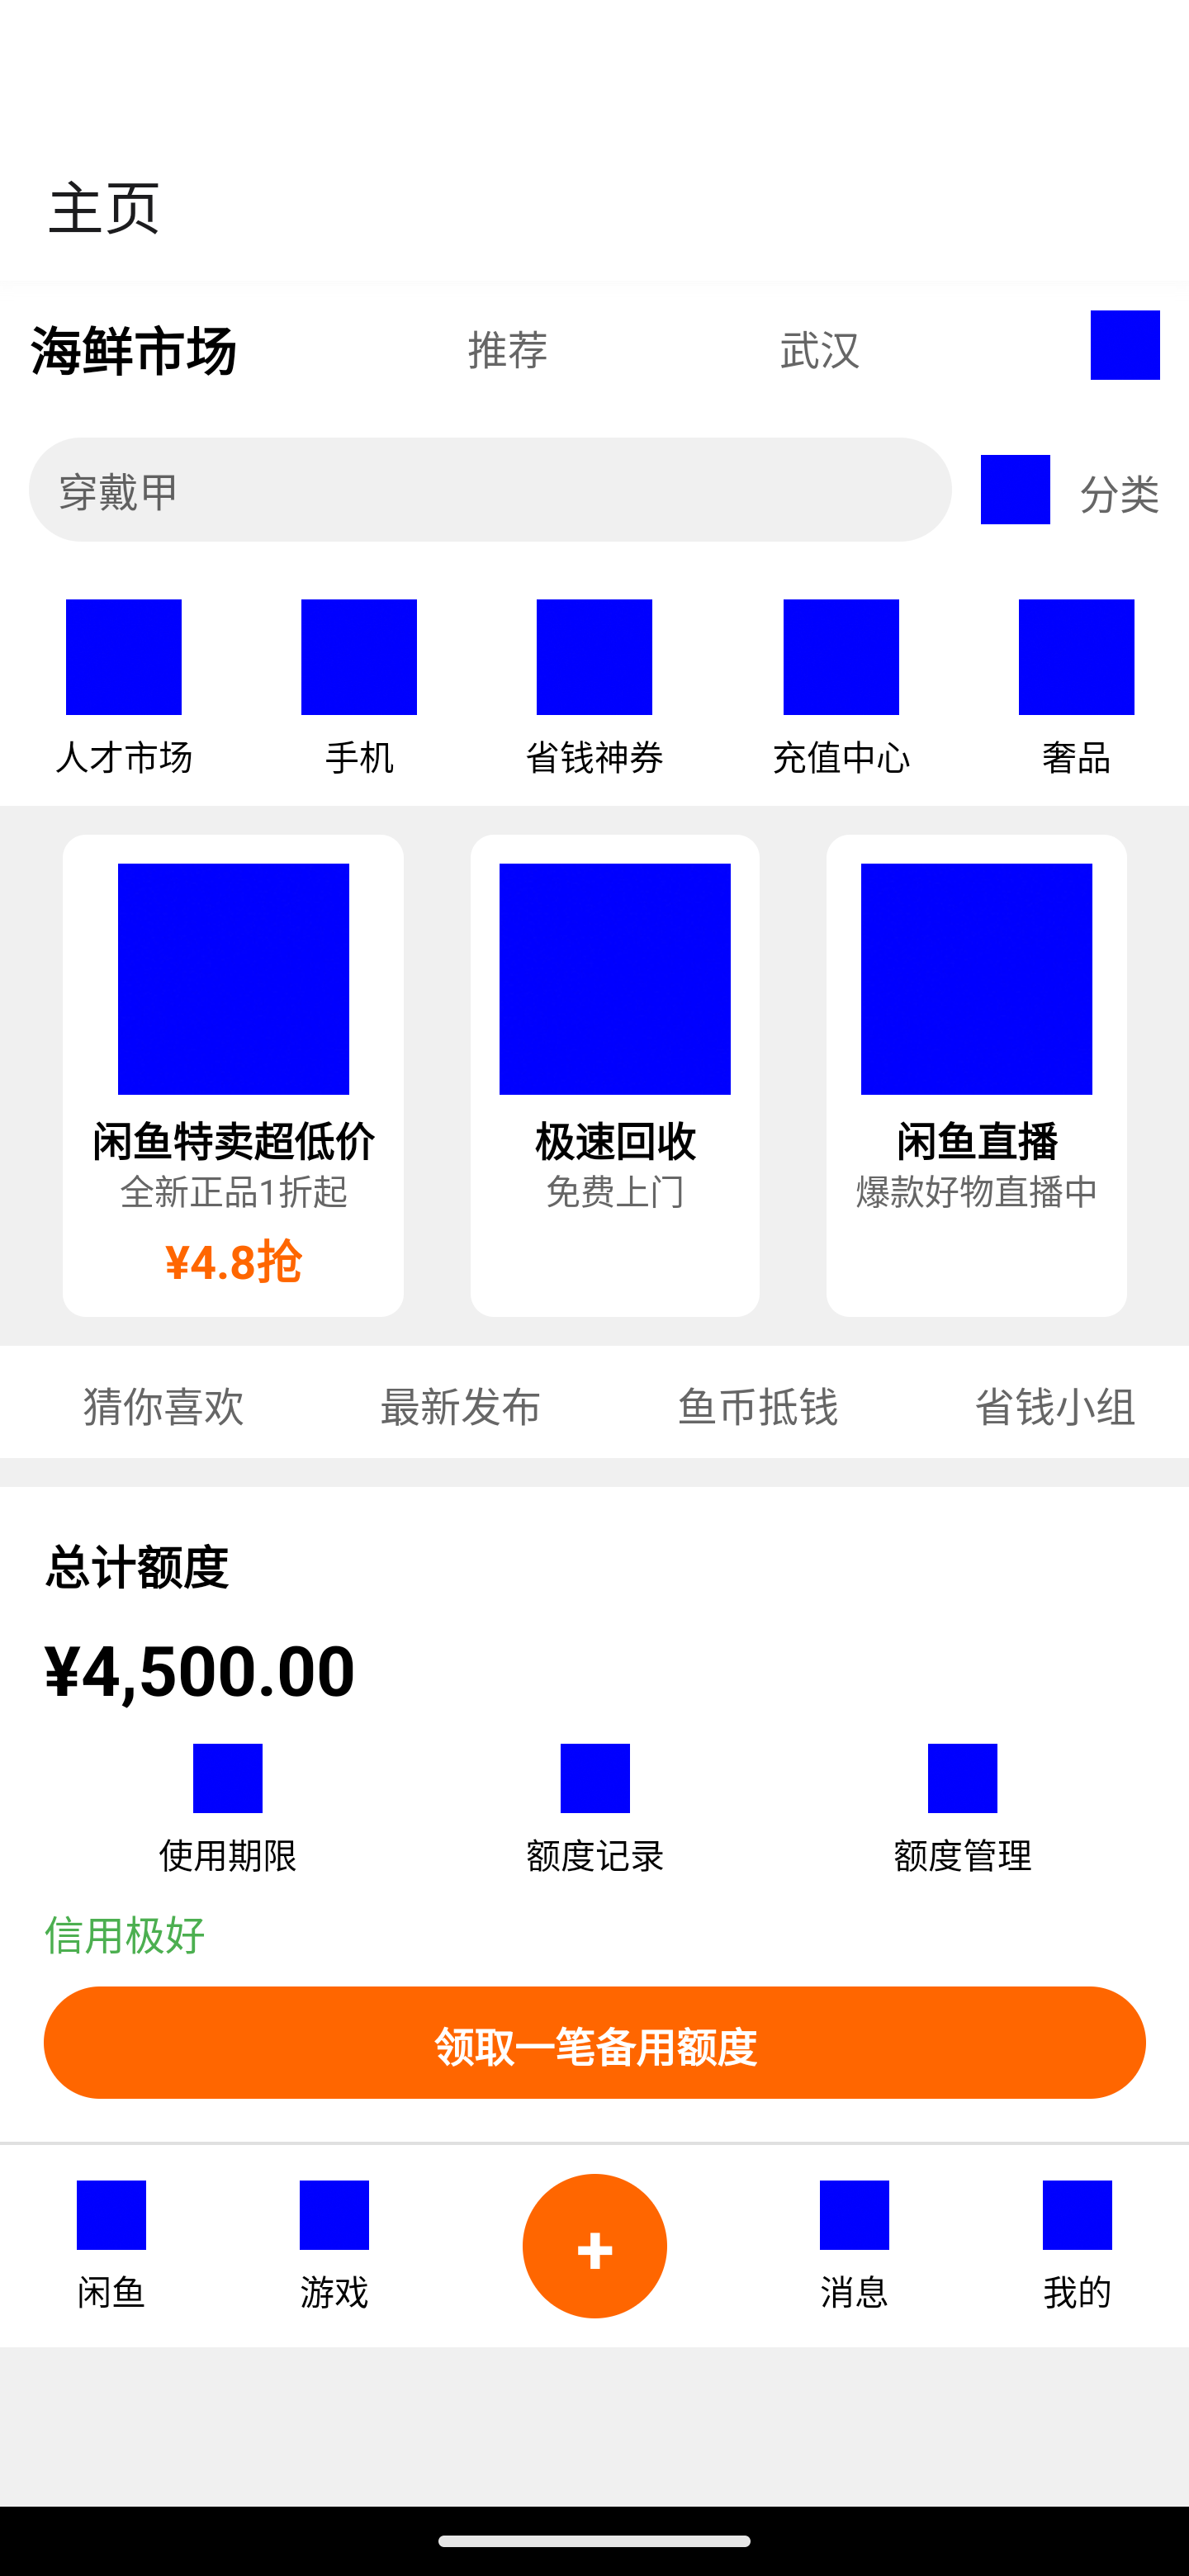 主页
海鲜市场 推荐 武汉
穿戴甲 分类
人才市场 手机 省钱神券 充值中心 奢品
闲鱼特卖超低价 极速回收 闲鱼直播
全新正品1折起 免费上门 爆款好物直播中
¥4.8抢
猜你喜欢 最新发布 鱼币抵钱 省钱小组
总计额度
¥4,500.00
使用期限 额度记录 额度管理
信用极好
领取一笔备用额度
+
闲鱼 游戏 消息 我的